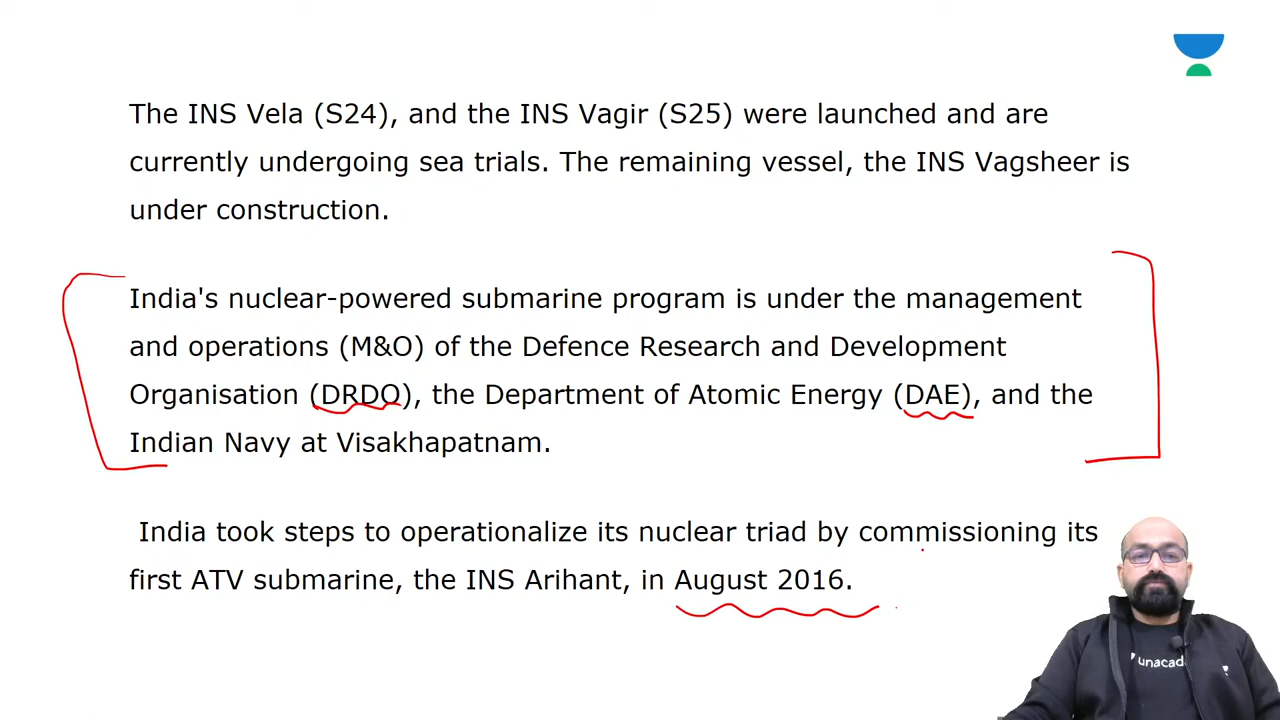 The INS Vela (S24), and the INS Vagir (S25) were launched and are
currently undergoing sea trials. The remaining vessel, the INS Vagsheer is
under construction.
India's nuclear-powered submarine program is under the management
and operations (M&O) of the Defence Research and Development
Organisation (DRDO), the Department of Atomic Energy (DAE), and the
Indian Navy at Visakhapatnam.
India took steps to operationalize its nuclear triad by commissioning its
first ATV submarine, the INS Arihant, in August 2016.
unacad